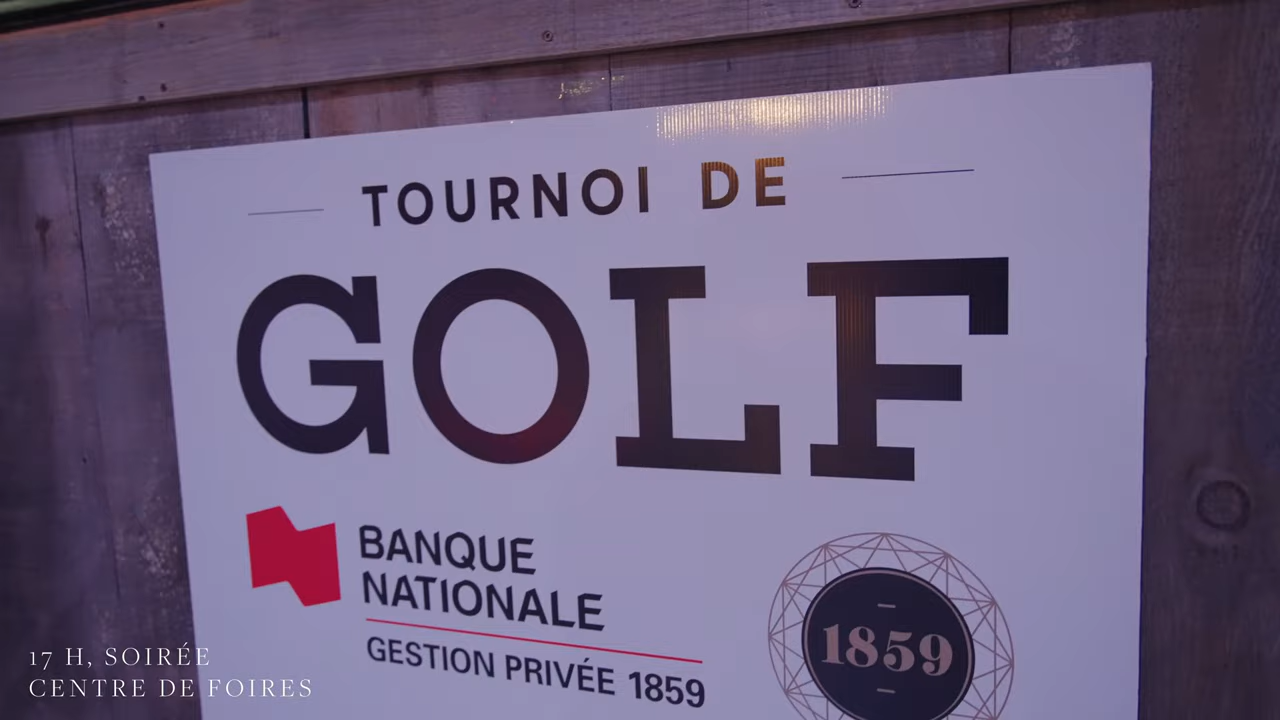 TOURNOI DE
GOLF
BANQUE
NATIONALE
GESTION PRIVÉE 1859
1859
17 H, SOIRÉE
CENTRE DE FOIRES